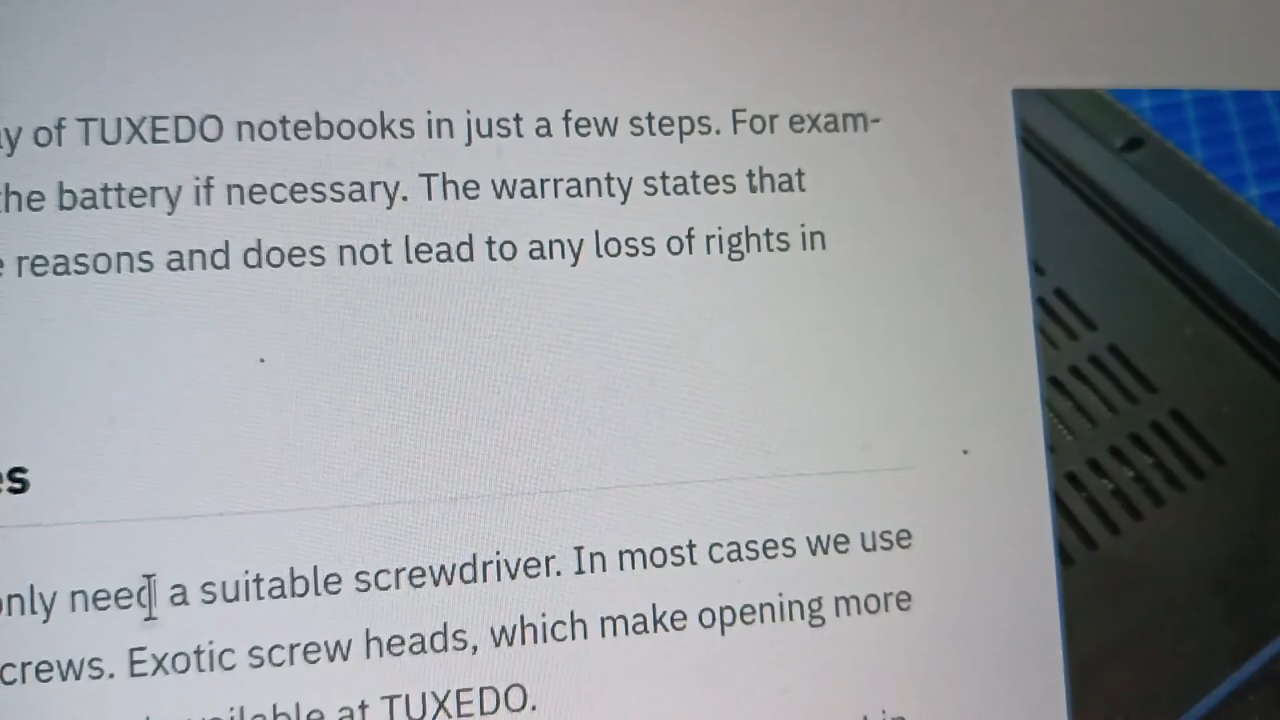 of TUXEDO notebooks in just a few steps. For exam-
the battery if necessary. The warranty states that
reasons and does not lead to any loss of rights in
only need a suitable screwdriver. In most cases we use
crews. Exotic screw heads, which make opening more
at TUXEDO.